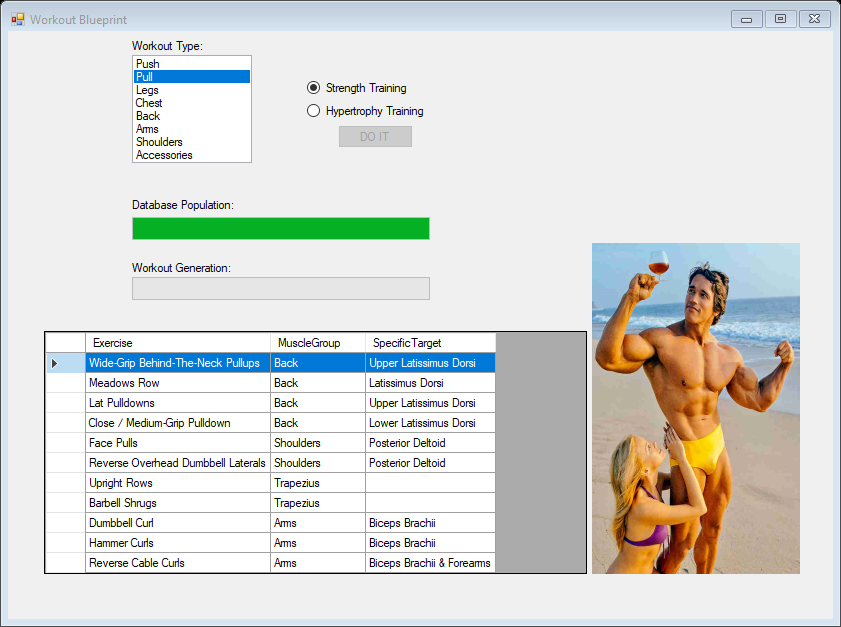 Workout Blueprint
Workout Type:
Push
Pull
Legs
Chest
Back
Arms
Shoulders
Accessories
Strength Training
Hypertrophy Training
DO IT
Database Population:
Workout Generation:
Exercise MuscleGroup SpecificTarget
Wide-Grip Behind-The-Neck Pullups Back Upper Latissimus Dorsi
Meadows Row Back Latissimus Dorsi
Lat Pulldowns Back Upper Latissimus Dorsi
Close / Medium-Grip Pulldown Back Lower Latissimus Dorsi
Face Pulls Shoulders Posterior Deltoid
Reverse Overhead Dumbbell Laterals Shoulders Posterior Deltoid
Upright Rows Trapezius
Barbell Shrugs Trapezius
Dumbbell Curl Arms Biceps Brachii
Hammer Curls Arms Biceps Brachii
Reverse Cable Curls Arms Biceps Brachii & Forearms